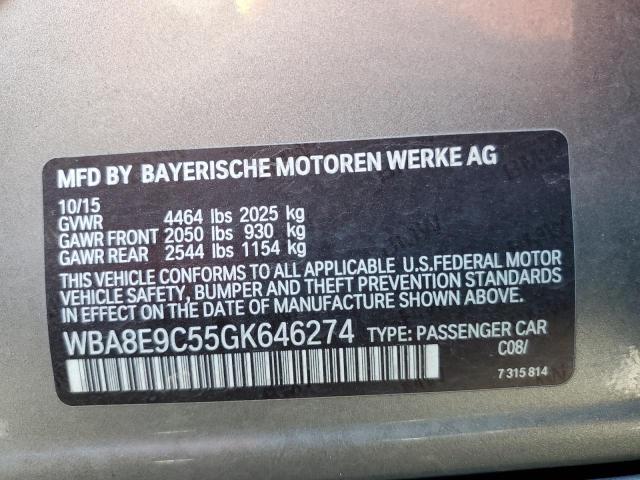 MFD BY BAYERISCHE MOTOREN WERKE AG
10/15
GVWR 4464 lbs 2025 kg
GAWR FRONT 2050 lbs 930 kg
GAWR REAR 2544 lbs 1154 kg
THIS VEHICLE CONFORMS TO ALL APPLICABLE U.S.FEDERAL MOTOR
VEHICLE SAFETY, BUMPER AND THEFT PREVENTION STANDARDS
IN EFFECT ON THE DATE OF MANUFACTURE SHOWN ABOVE.
WBA8E9C55GK646274 TYPE: PASSENGER CAR
C08/
7 315 814